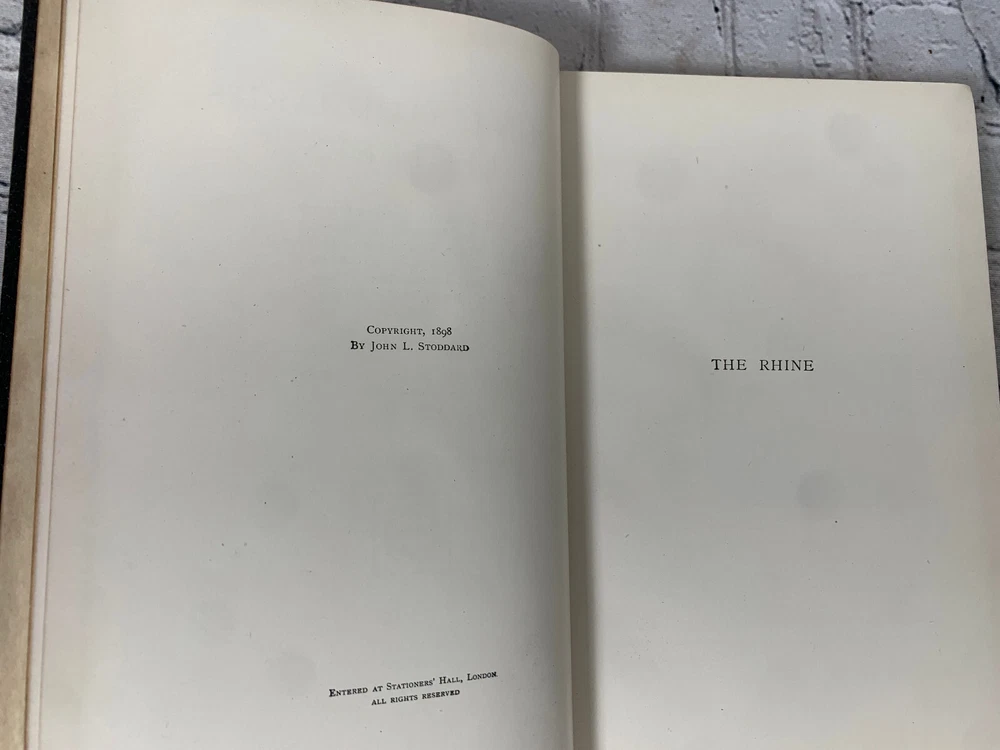 Copyright, 1898
By John L. Stoddard
Entered at Stationers' Hall, London
all rights reserved
THE RHINE